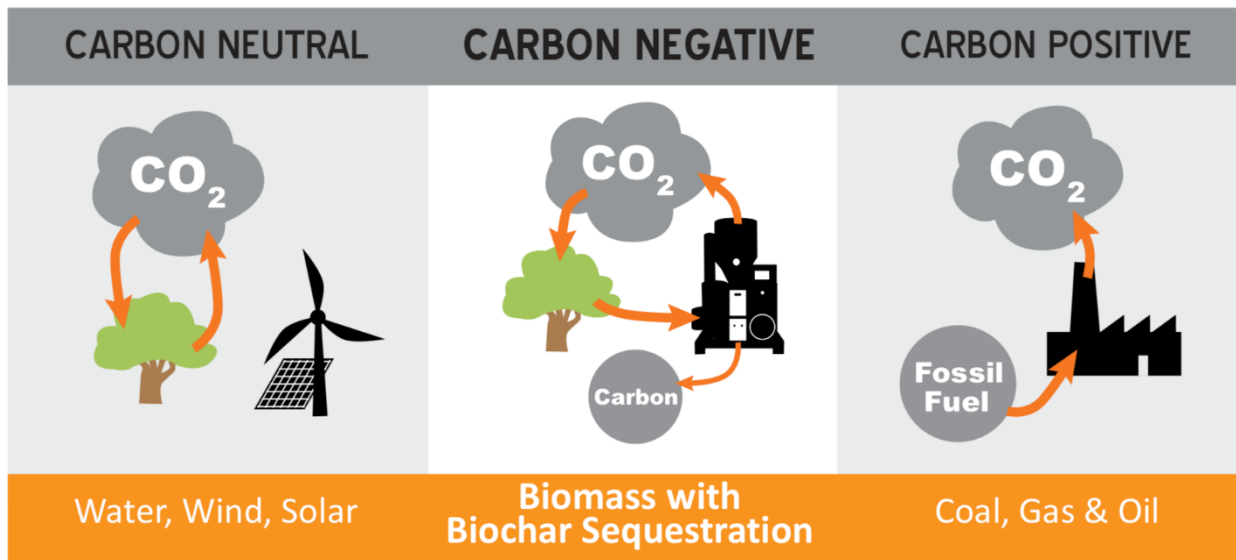 CARBON NEUTRAL
CARBON NEGATIVE
CARBON POSITIVE
CO₂
CO₂
Carbon
CO₂
Fossil
Fuel
Water, Wind, Solar
Biomass with
Biochar Sequestration
Coal, Gas & Oil